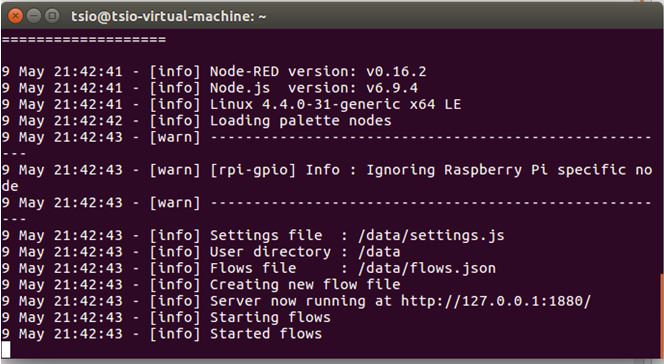 tsio@tsio-virtual-machine: ~
===================
9 May 21:42:41 - [info] Node-RED version: v0.16.2
9 May 21:42:41 - [info] Node.js  version: v6.9.4
9 May 21:42:41 - [info] Linux 4.4.0-31-generic x64 LE
9 May 21:42:42 - [info] Loading palette nodes
9 May 21:42:43 - [warn] ---------------------------------------------------
---
9 May 21:42:43 - [warn] [rpi-gpio] Info : Ignoring Raspberry Pi specific no
de
9 May 21:42:43 - [warn] ---------------------------------------------------
---
9 May 21:42:43 - [info] Settings file  : /data/settings.js
9 May 21:42:43 - [info] User directory : /data
9 May 21:42:43 - [info] Flows file     : /data/flows.json
9 May 21:42:43 - [info] Creating new flow file
9 May 21:42:43 - [info] Server now running at http://127.0.0.1:1880/
9 May 21:42:43 - [info] Starting flows
9 May 21:42:43 - [info] Started flows